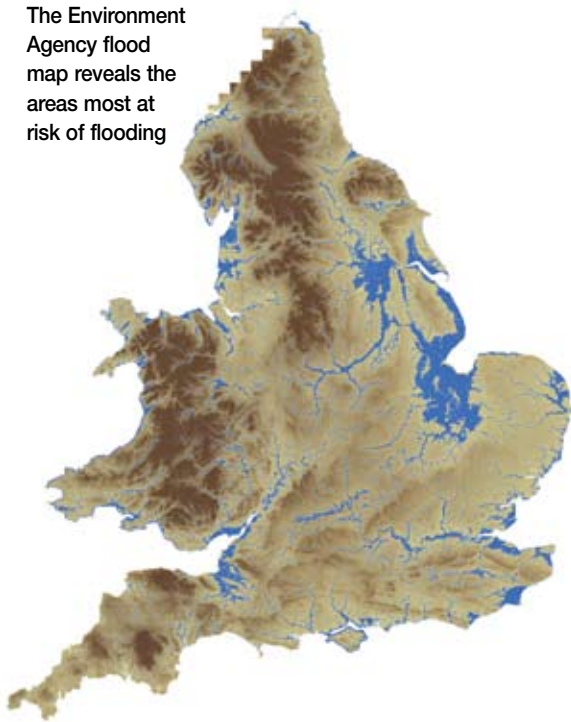 The Environment
Agency flood
map reveals the
areas most at
risk of flooding